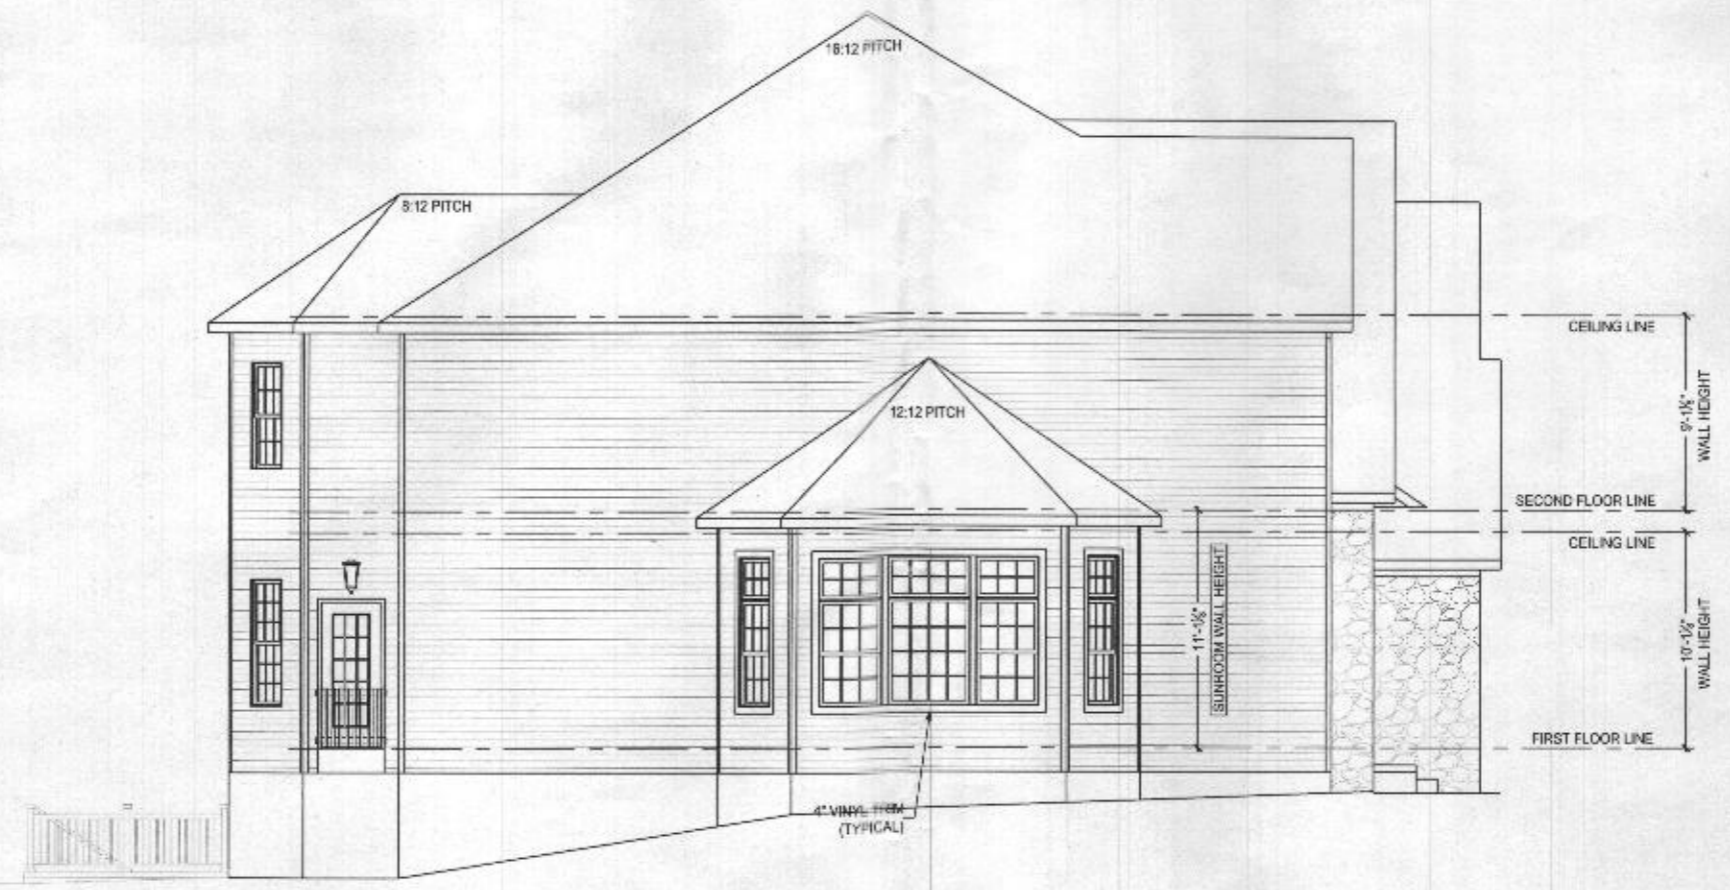 18:12 PITCH
8:12 PITCH
12:12 PITCH
CEILING LINE
9'-1⅛"
WALL HEIGHT
SECOND FLOOR LINE
CEILING LINE
11'-1⅛"
SUNROOM WALL HEIGHT
10'-1⅛"
WALL HEIGHT
FIRST FLOOR LINE
4" VINYL TRIM
(TYPICAL)